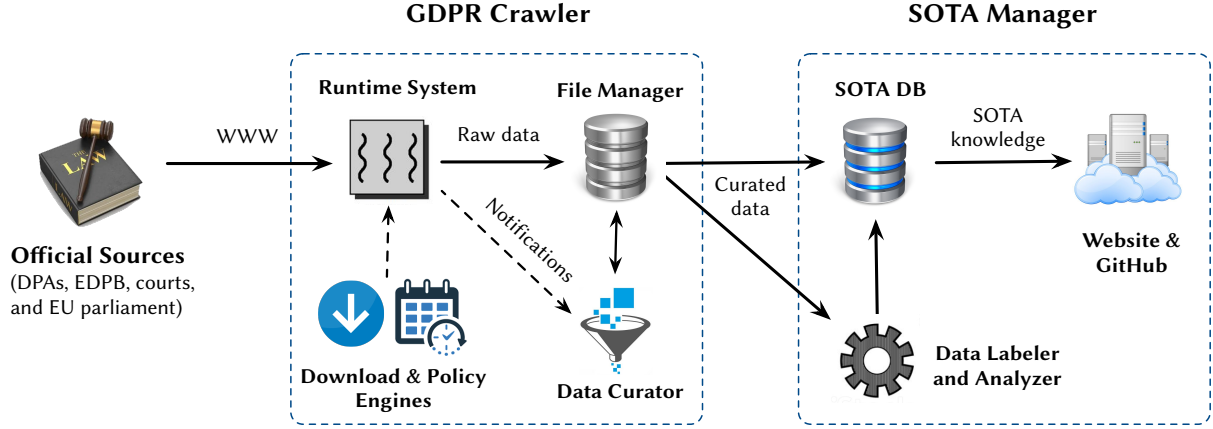 GDPR Crawler
SOTA Manager
Runtime System
File Manager
SOTA DB
WWW
Raw data
SOTA
knowledge
THE
LAW
LAW
Curated
data
Notifications
Official Sources
(DPAs, EDPB, courts,
and EU parliament)
Website &
GitHub
Download & Policy
Engines
Data Curator
Data Labeler
and Analyzer